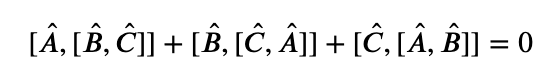 [Â, [B̂, Ĉ]] + [B̂, [Ĉ, Â]] + [Ĉ, [Â, B̂]] = 0